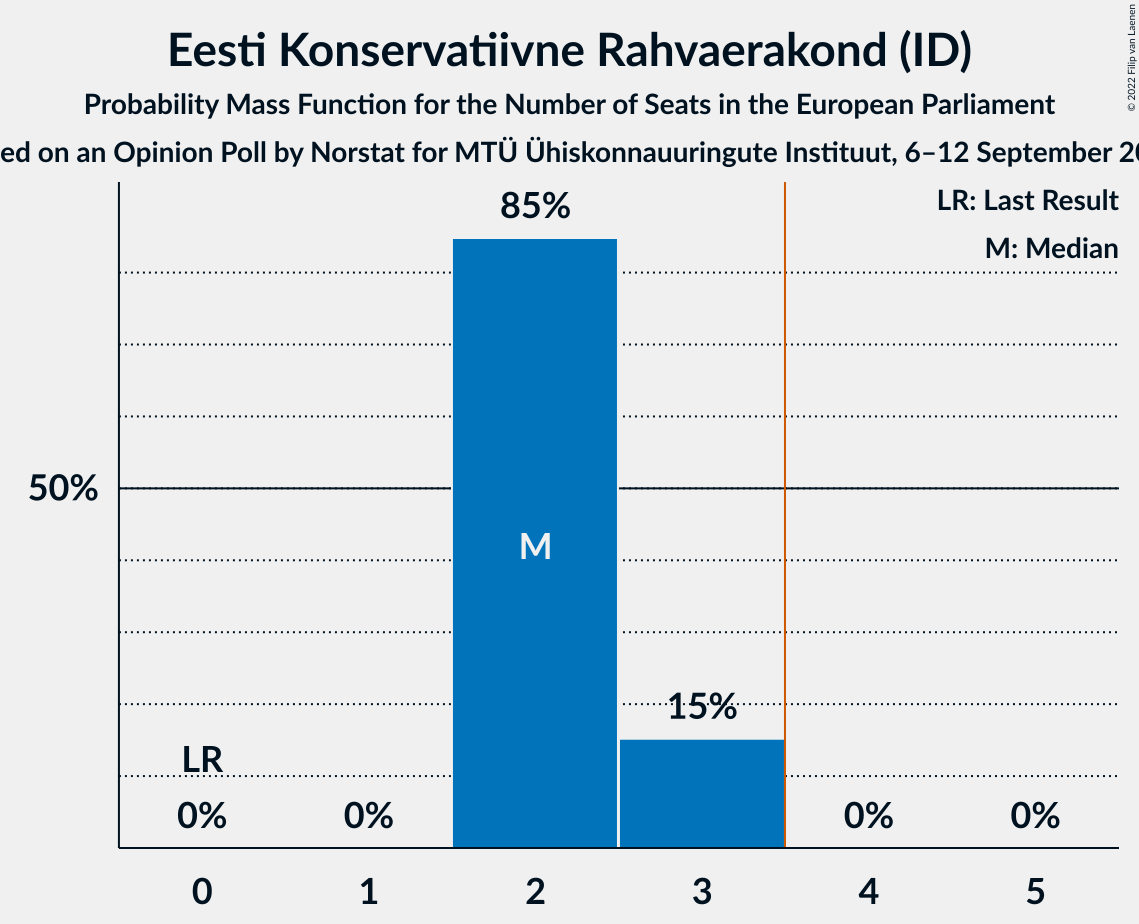 Eesti Konservatiivne Rahvaerakond (ID)
Probability Mass Function for the Number of Seats in the European Parliament
ed on an Opinion Poll by Norstat for MTÜ Ühiskonnauuringute Instituut, 6–12 September 20
© 2022 Filip van Laenen
LR: Last Result
M: Median
85%
50%
M
15%
LR
0% 0% 0% 0%
0 1 2 3 4 5